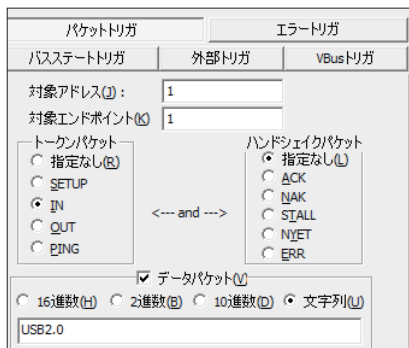 パケットトリガ エラートリガ
バスステートトリガ 外部トリガ VBusトリガ
対象アドレス(J)： 1
対象エンドポイント(K) 1
トークンパケット ハンドシェイクパケット
指定なし(R) 指定なし(L)
SETUP ACK
IN <--- and ---> NAK
OUT STALL
PING NYET
ERR
データパケット(V)
16進数(H) 2進数(B) 10進数(D) 文字列(U)
USB2.0